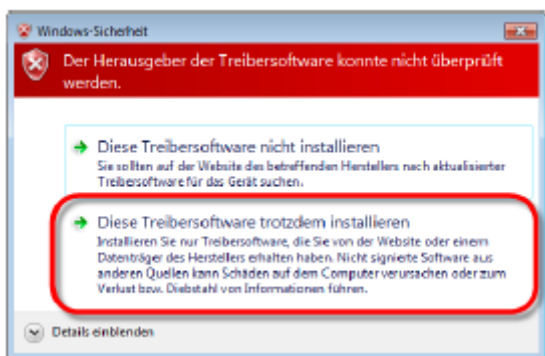 Windows-Sicherheit
Der Herausgeber der Treibersoftware konnte nicht überprüft
werden.
Diese Treibersoftware nicht installieren
Sie sollten auf der Website des betreffenden Herstellers nach aktualisierter
Treibersoftware für das Gerät suchen.
Diese Treibersoftware trotzdem installieren
Installieren Sie nur Treibersoftware, die Sie von der Website oder einem
Datenträger des Herstellers erhalten haben. Nicht signierte Software aus
anderen Quellen kann Schäden auf dem Computer verursachen oder zum
Verlust bzw. Diebstahl von Informationen führen.
Details einblenden